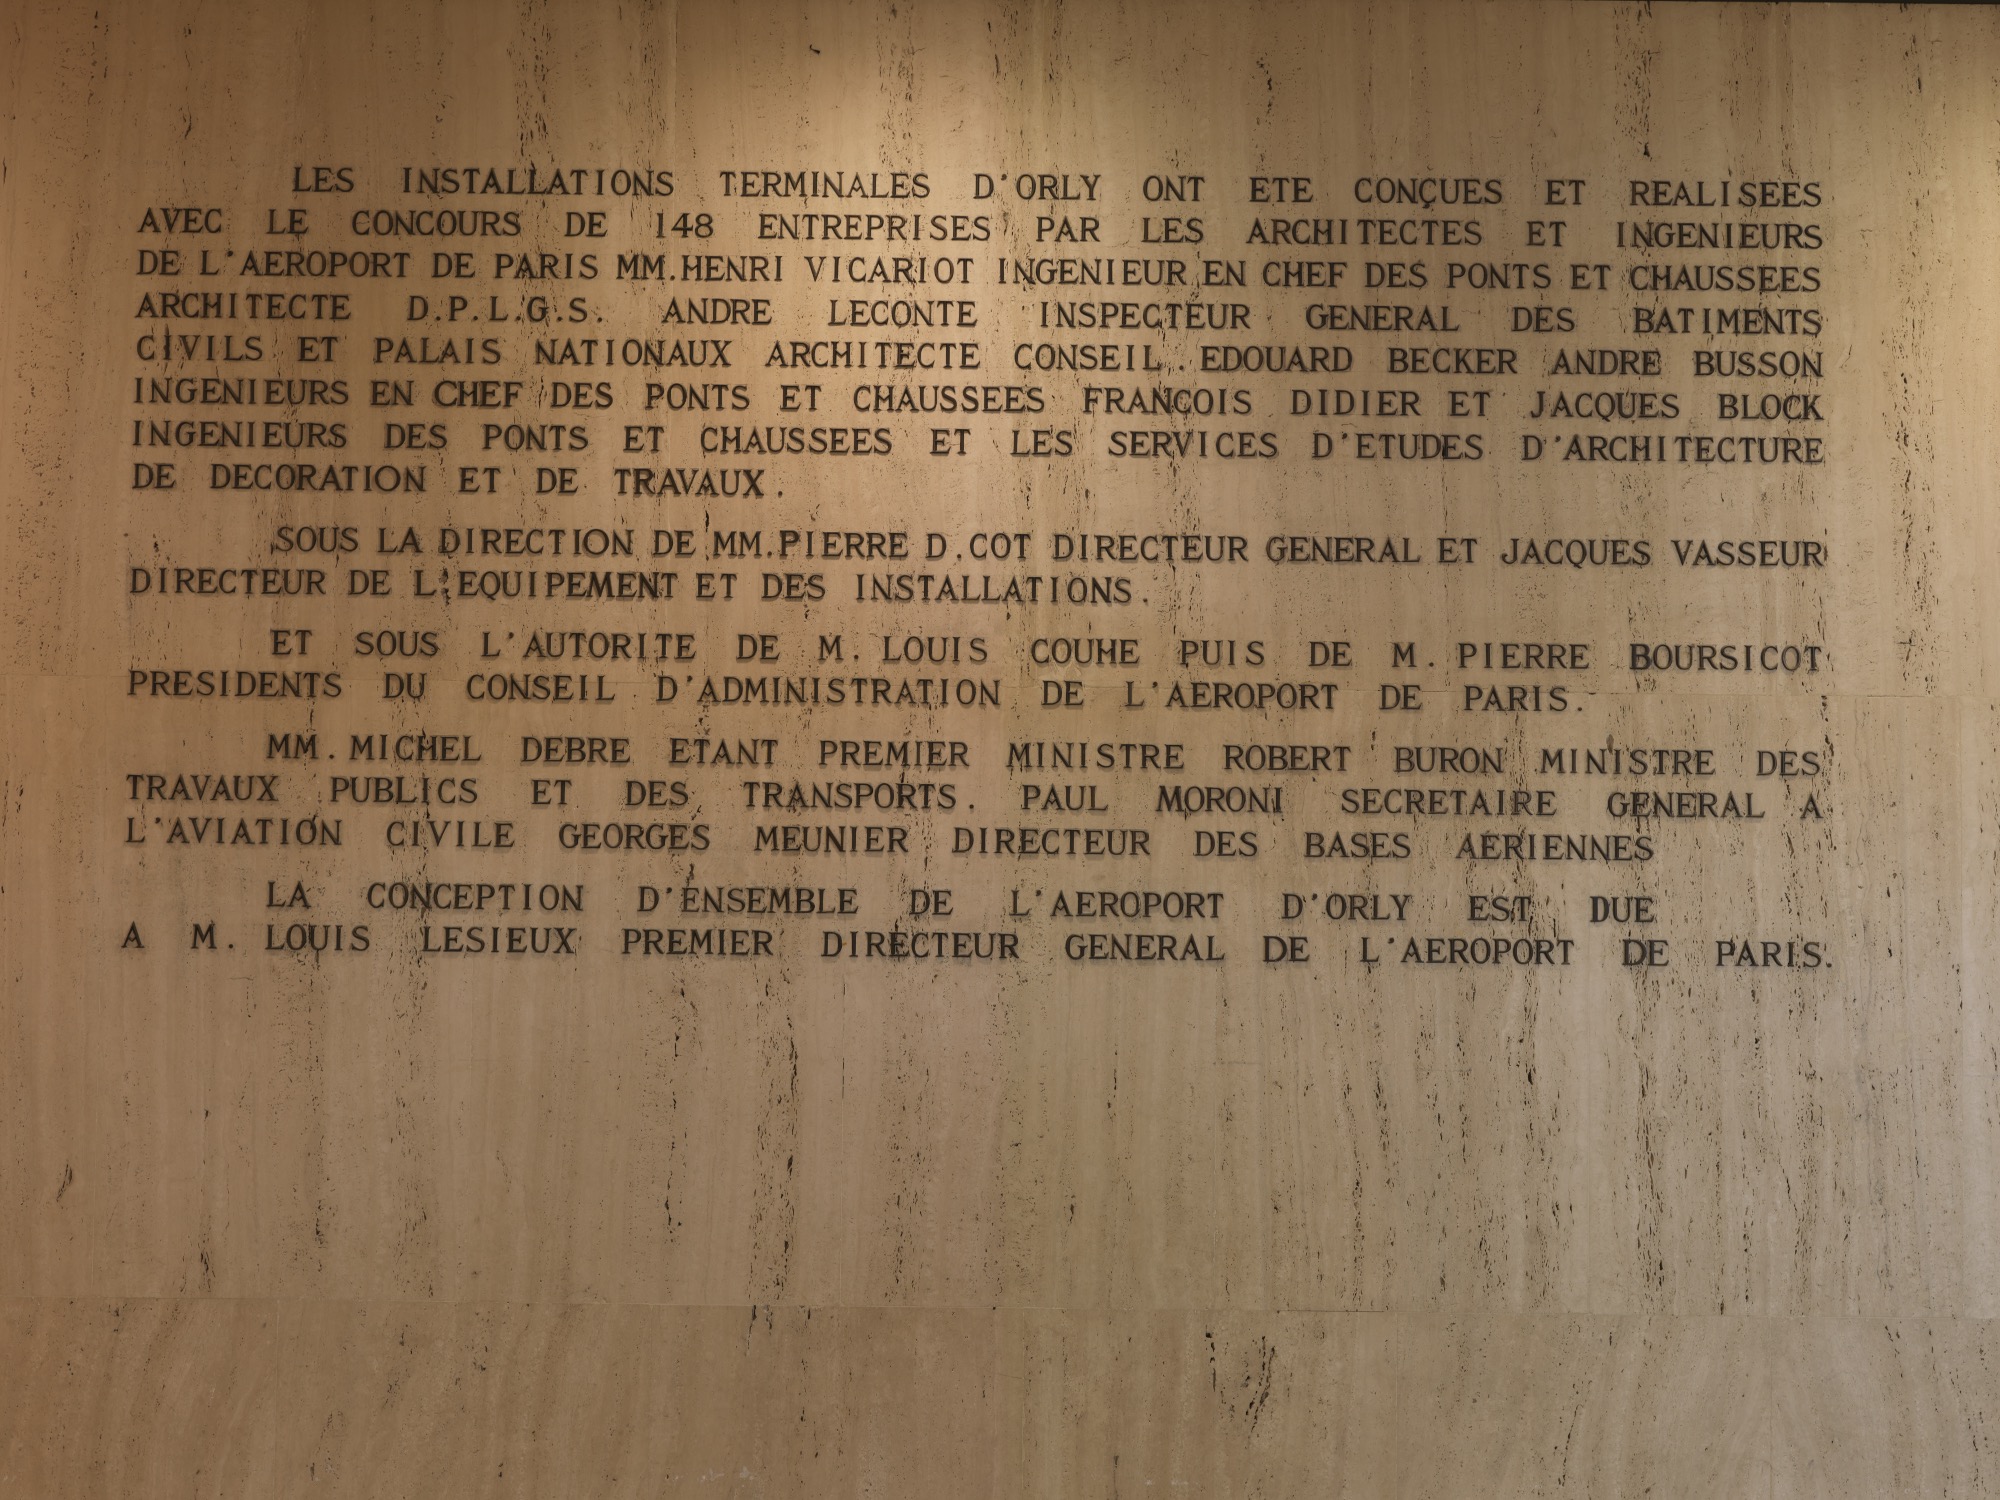 LES INSTALLATIONS TERMINALES D'ORLY ONT ETE CONÇUES ET REALISEES
AVEC LE CONCOURS DE 148 ENTREPRISES PAR LES ARCHITECTES ET INGENIEURS
DE L'AEROPORT DE PARIS MM.HENRI VICARIOT INGENIEUR EN CHEF DES PONTS ET CHAUSSEES
ARCHITECTE D.P.L.G.S. ANDRE LECONTE INSPECTEUR GENERAL DES BATIMENTS
CIVILS ET PALAIS NATIONAUX ARCHITECTE CONSEIL. EDOUARD BECKER ANDRE BUSSON
INGENIEURS EN CHEF DES PONTS ET CHAUSSEES FRANÇOIS DIDIER ET JACQUES BLOCK
INGENIEURS DES PONTS ET CHAUSSEES ET LES SERVICES D'ETUDES D'ARCHITECTURE
DE DECORATION ET DE TRAVAUX.
SOUS LA DIRECTION DE MM.PIERRE D.COT DIRECTEUR GENERAL ET JACQUES VASSEUR
DIRECTEUR DE L'EQUIPEMENT ET DES INSTALLATIONS.
ET SOUS L'AUTORITE DE M. LOUIS COUHE PUIS DE M. PIERRE BOURSICOT
PRESIDENTS DU CONSEIL D'ADMINISTRATION DE L'AEROPORT DE PARIS.
MM. MICHEL DEBRE ETANT PREMIER MINISTRE ROBERT BURON MINISTRE DES
TRAVAUX PUBLICS ET DES TRANSPORTS. PAUL MORONI SECRETAIRE GENERAL A
L'AVIATION CIVILE GEORGES MEUNIER DIRECTEUR DES BASES AERIENNES
LA CONCEPTION D'ENSEMBLE DE L'AEROPORT D'ORLY EST DUE
A M. LOUIS LESIEUX PREMIER DIRECTEUR GENERAL DE L'AEROPORT DE PARIS.